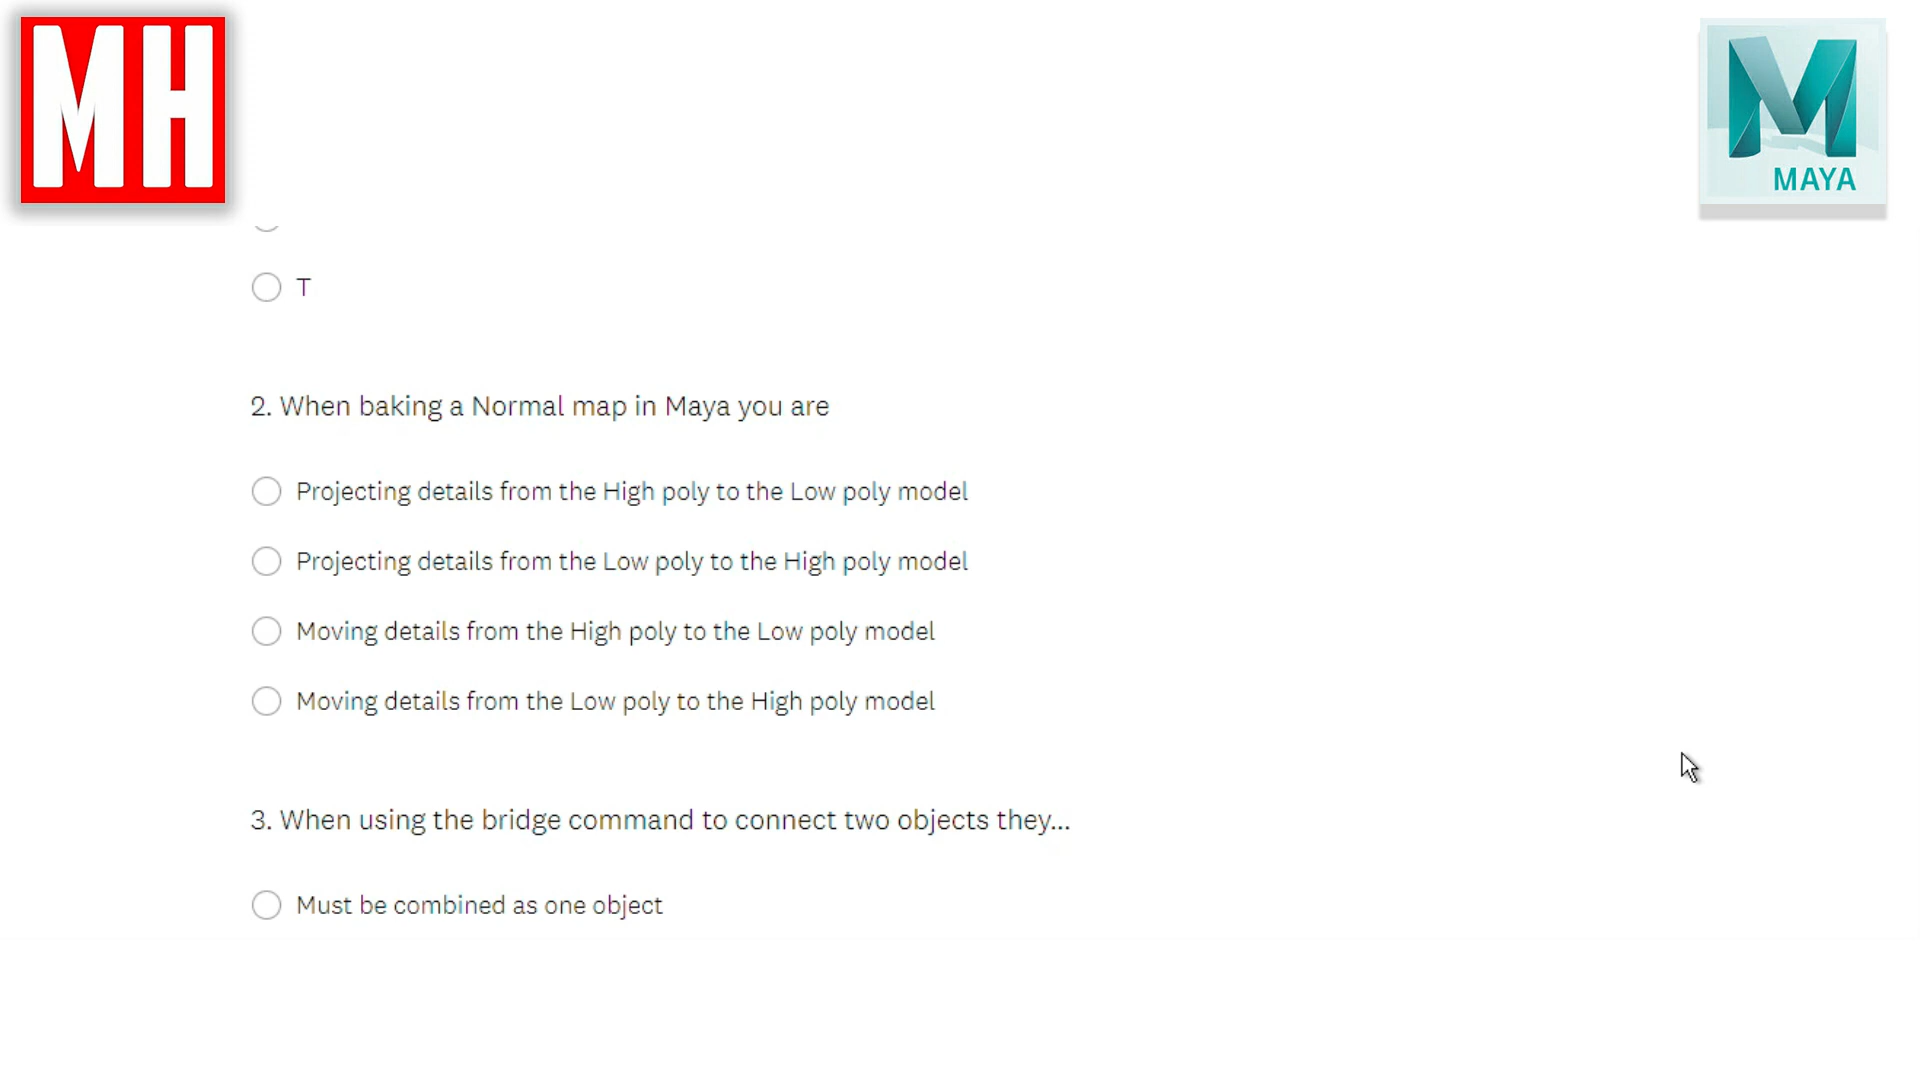 MH
MAYA
T
2. When baking a Normal map in Maya you are
Projecting details from the High poly to the Low poly model
Projecting details from the Low poly to the High poly model
Moving details from the High poly to the Low poly model
Moving details from the Low poly to the High poly model
3. When using the bridge command to connect two objects they...
Must be combined as one object